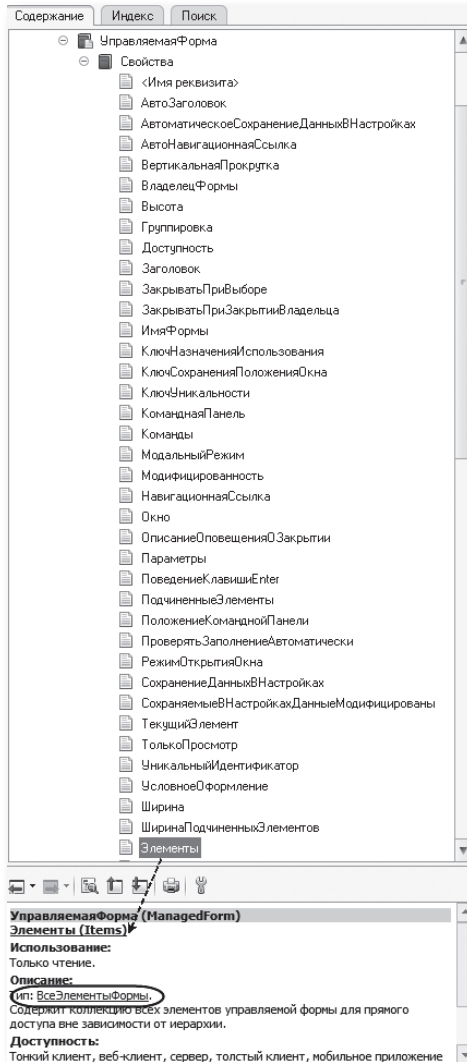 Содержание
Индекс
Поиск
УправляемаяФорма
Свойства
<Имя реквизита>
АвтоЗаголовок
АвтоматическоеСохранениеДанныхВНастройках
АвтоНавигационнаяСсылка
ВертикальнаяПрокрутка
ВладелецФормы
Высота
Группировка
Доступность
Заголовок
ЗакрыватьПриВыборе
ЗакрыватьПриЗакрытииВладельца
ИмяФормы
КлючНазначенияИспользования
КлючСохраненияПоложенияОкна
КлючУникальности
КоманднаяПанель
Команды
МодальныйРежим
Модифицированность
НавигационнаяСсылка
Окно
ОписаниеОповещенияОЗакрытии
Параметры
ПоведениеКлавишиEnter
ПодчиненныеЭлементы
ПоложениеКоманднойПанели
ПроверятьЗаполнениеАвтоматически
РежимОткрытияОкна
СохранениеДанныхВНастройках
СохраняемыеВНастройкахДанныеМодифицированы
ТекущийЭлемент
ТолькоПросмотр
УникальныйИдентификатор
УсловноеОформление
Ширина
ШиринаПодчиненныхЭлементов
Элементы
УправляемаяФорма (ManagedForm)
Элементы (Items)
Использование:
Только чтение.
Описание:
Тип: ВсеЭлементыФормы.
Содержит коллекцию всех элементов управляемой формы для прямого
доступа вне зависимости от иерархии.
Доступность:
Тонкий клиент, веб-клиент, сервер, толстый клиент, мобильное приложение